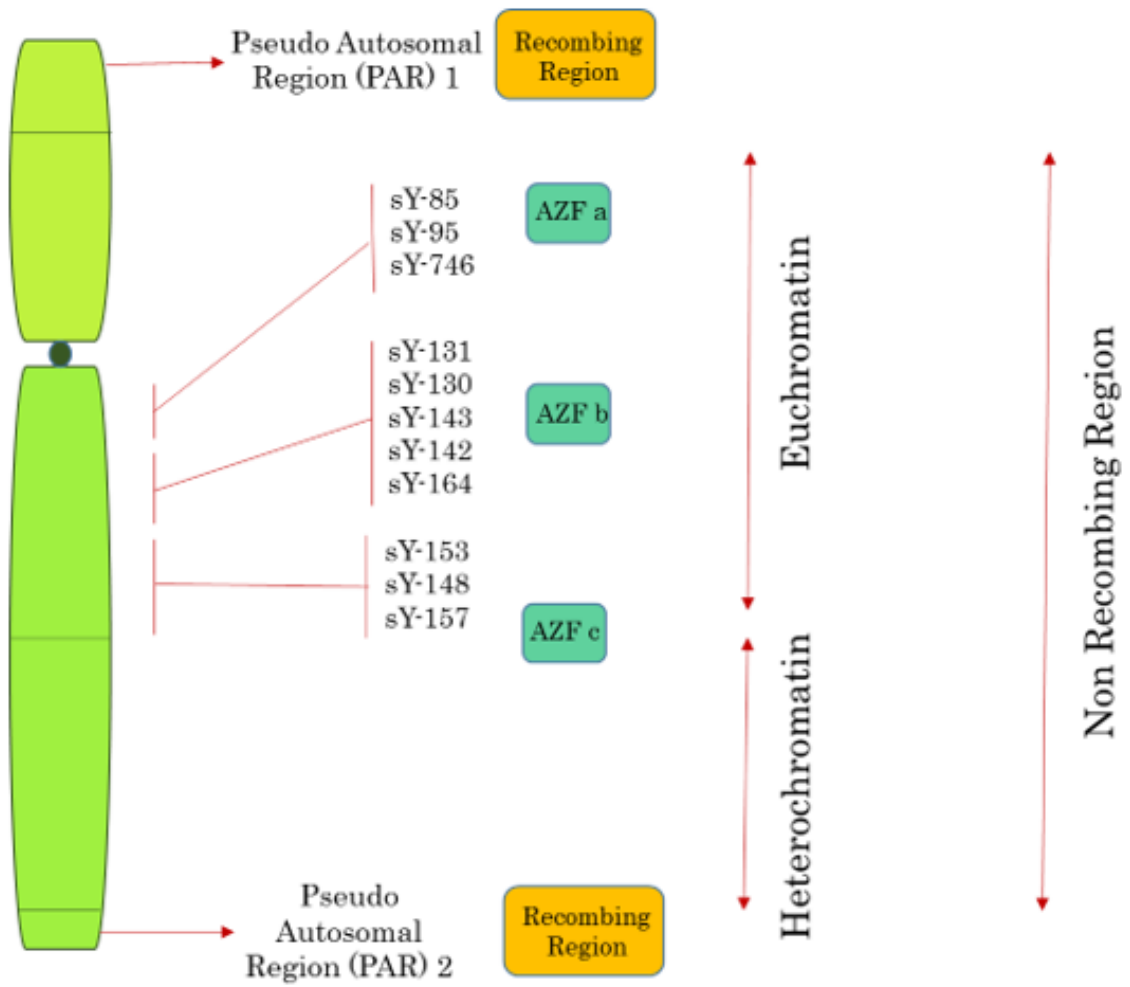 Pseudo Autosomal
Region (PAR) 1
Recombing
Region
sY-85
sY-95
sY-746
AZF a
sY-131
sY-130
sY-143
sY-142
sY-164
AZF b
sY-153
sY-148
sY-157
AZF c
Euchromatin
Heterochromatin
Non Recombing Region
Pseudo
Autosomal
Region (PAR) 2
Recombing
Region